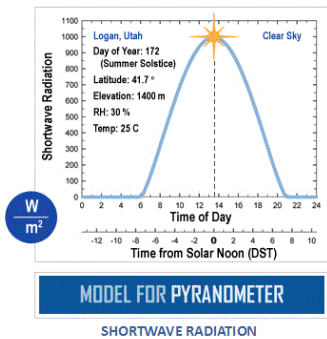 Shortwave Radiation
1100
1000
900
800
700
600
500
400
300
200
100
0
Logan, Utah
Day of Year: 172
(Summer Solstice)
Latitude: 41.7 °
Elevation: 1400 m
RH: 30 %
Temp: 25 C
Clear Sky
W
m²
0 2 4 6 8 10 12 14 16 18 20 22 24
Time of Day
-12 -10 -8 -6 -4 -2 0 2 4 6 8 10
Time from Solar Noon (DST)
MODEL FOR PYRANOMETER
SHORTWAVE RADIATION